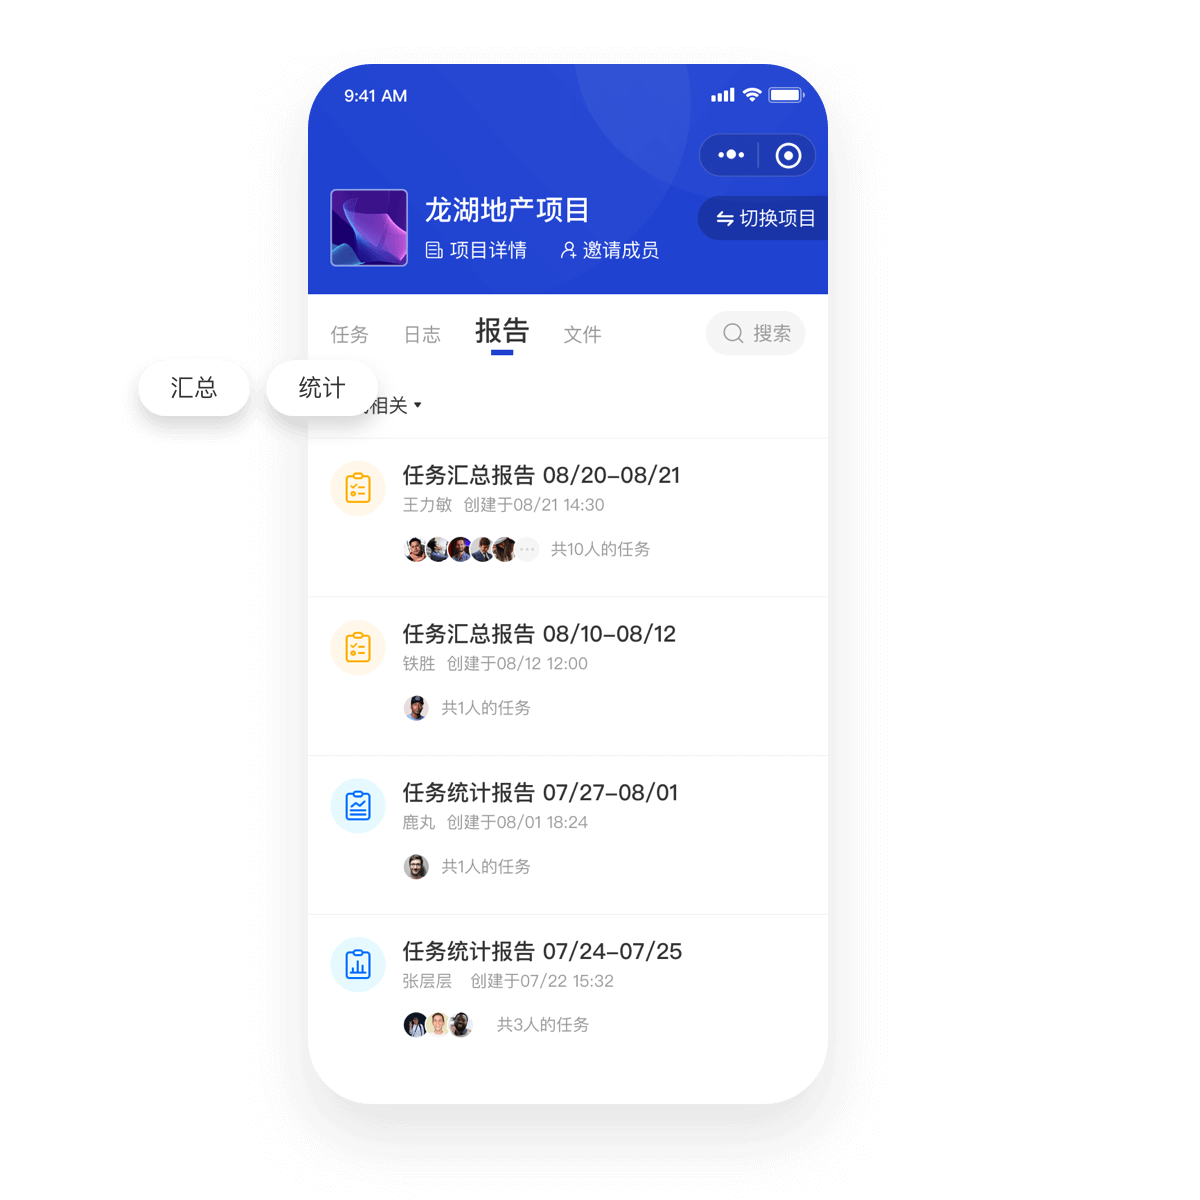 9:41 AM
龙湖地产项目
切换项目
项目详情 邀请成员
任务 日志 报告 文件 搜索
汇总 统计
相关
任务汇总报告 08/20-08/21
王力敏 创建于08/21 14:30
共10人的任务
任务汇总报告 08/10-08/12
铁胜 创建于08/12 12:00
共1人的任务
任务统计报告 07/27-08/01
鹿丸 创建于08/01 18:24
共1人的任务
任务统计报告 07/24-07/25
张层层 创建于07/22 15:32
共3人的任务